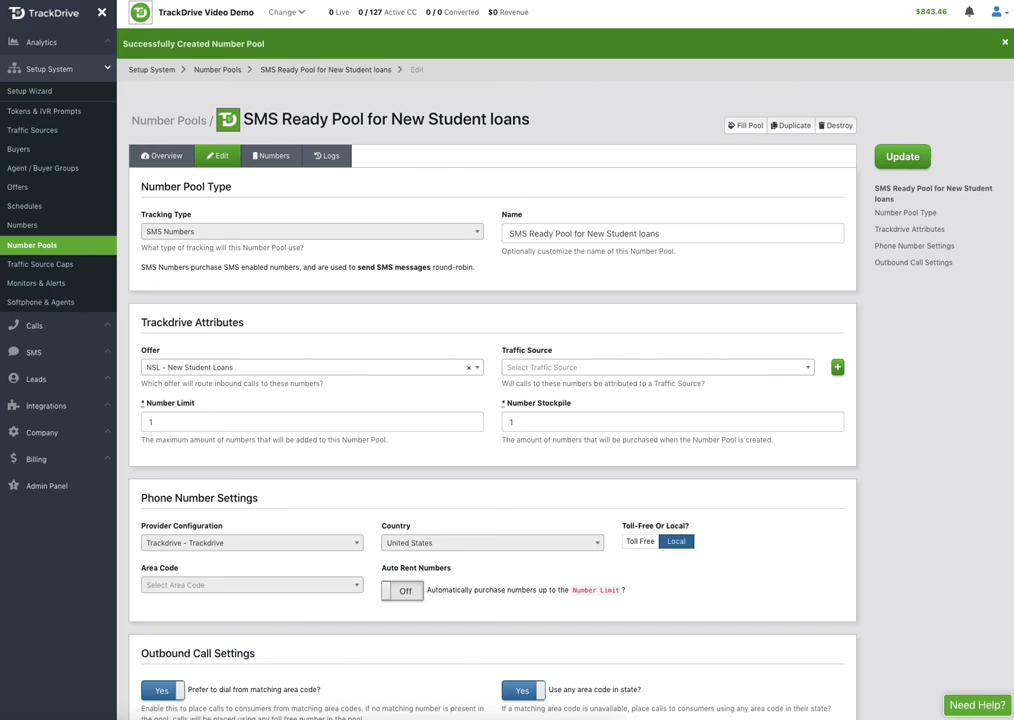 TrackDrive
TrackDrive Video Demo
Change
0 Live 0 / 127 Active CC 0 / 0 Converted $0 Revenue
$843.46
Analytics
Setup System
Setup Wizard
Tokens & IVR Prompts
Traffic Sources
Buyers
Agent / Buyer Groups
Offers
Schedules
Numbers
Number Pools
Traffic Source Caps
Monitors & Alerts
Softphone & Agents
Calls
SMS
Leads
Integrations
Company
Billing
Admin Panel
Successfully Created Number Pool
Setup System > Number Pools > SMS Ready Pool for New Student loans > Edit
Number Pools / SMS Ready Pool for New Student loans
Fill Pool Duplicate Destroy
Overview Edit Numbers Logs
Number Pool Type
Tracking Type
SMS Numbers
What type of tracking will this Number Pool use?
SMS Numbers purchase SMS enabled numbers, and are used to send SMS messages round-robin.
Name
SMS Ready Pool for New Student loans
Optionally customize the name of this Number Pool.
Trackdrive Attributes
Offer
NSL - New Student Loans
Which offer will route inbound calls to these numbers?
Traffic Source
Select Traffic Source
Will calls to these numbers be attributed to a Traffic Source?
* Number Limit
1
The maximum amount of numbers that will be added to this Number Pool.
* Number Stockpile
1
The amount of numbers that will be purchased when the Number Pool is created.
Phone Number Settings
Provider Configuration
Trackdrive - Trackdrive
Country
United States
Toll-Free Or Local?
Toll Free Local
Area Code
Select Area Code
Auto Rent Numbers
Off Automatically purchase numbers up to the Number Limit ?
Outbound Call Settings
Yes Prefer to dial from matching area code?
Enable this to place calls to consumers from matching area codes. If no matching number is present in
the pool, calls will be placed using any toll free number in the pool.
Yes Use any area code in state?
If a matching area code is unavailable, place calls to consumers using any area code in their state?
Update
SMS Ready Pool for New Student
loans
Number Pool Type
Trackdrive Attributes
Phone Number Settings
Outbound Call Settings
Need Help?